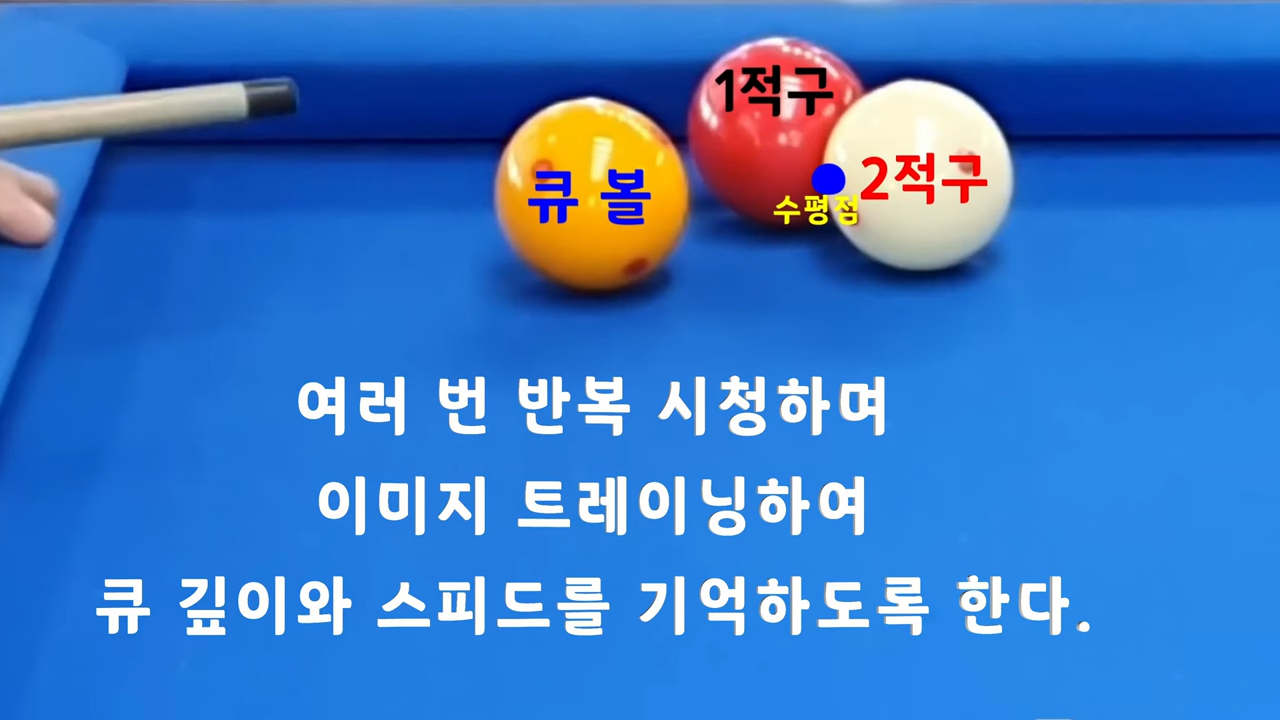 1적구
큐 볼
2적구
수평점
여러 번 반복 시청하며
이미지 트레이닝하여
큐 깊이와 스피드를 기억하도록 한다.